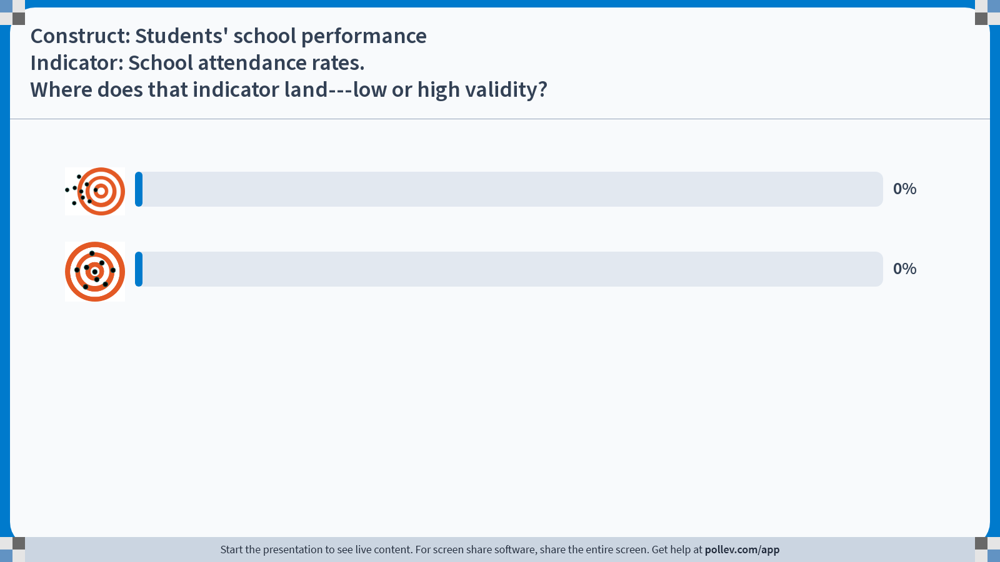 Construct: Students' school performance
Indicator: School attendance rates.
Where does that indicator land---low or high validity?
0%
0%
Start the presentation to see live content. For screen share software, share the entire screen. Get help at pollev.com/app